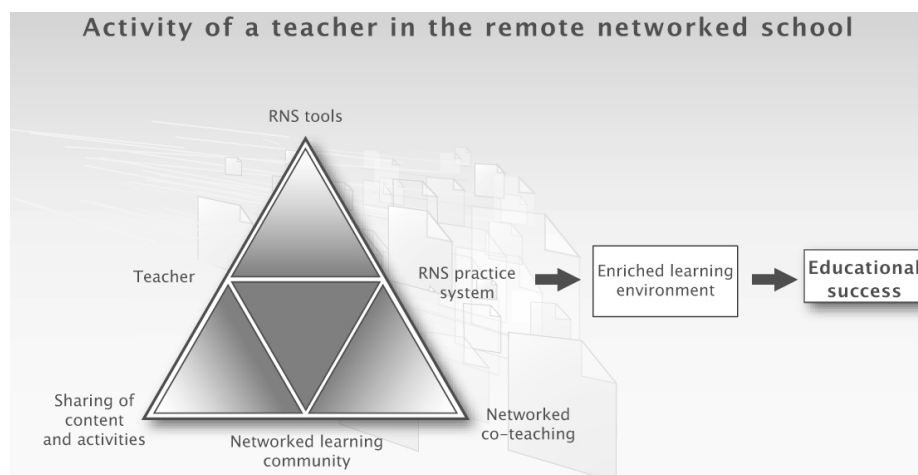 Activity of a teacher in the remote networked school
RNS tools
Teacher
RNS practice
system
Enriched learning
environment
Educational
success
Sharing of
content
and activities
Networked learning
community
Networked
co-teaching